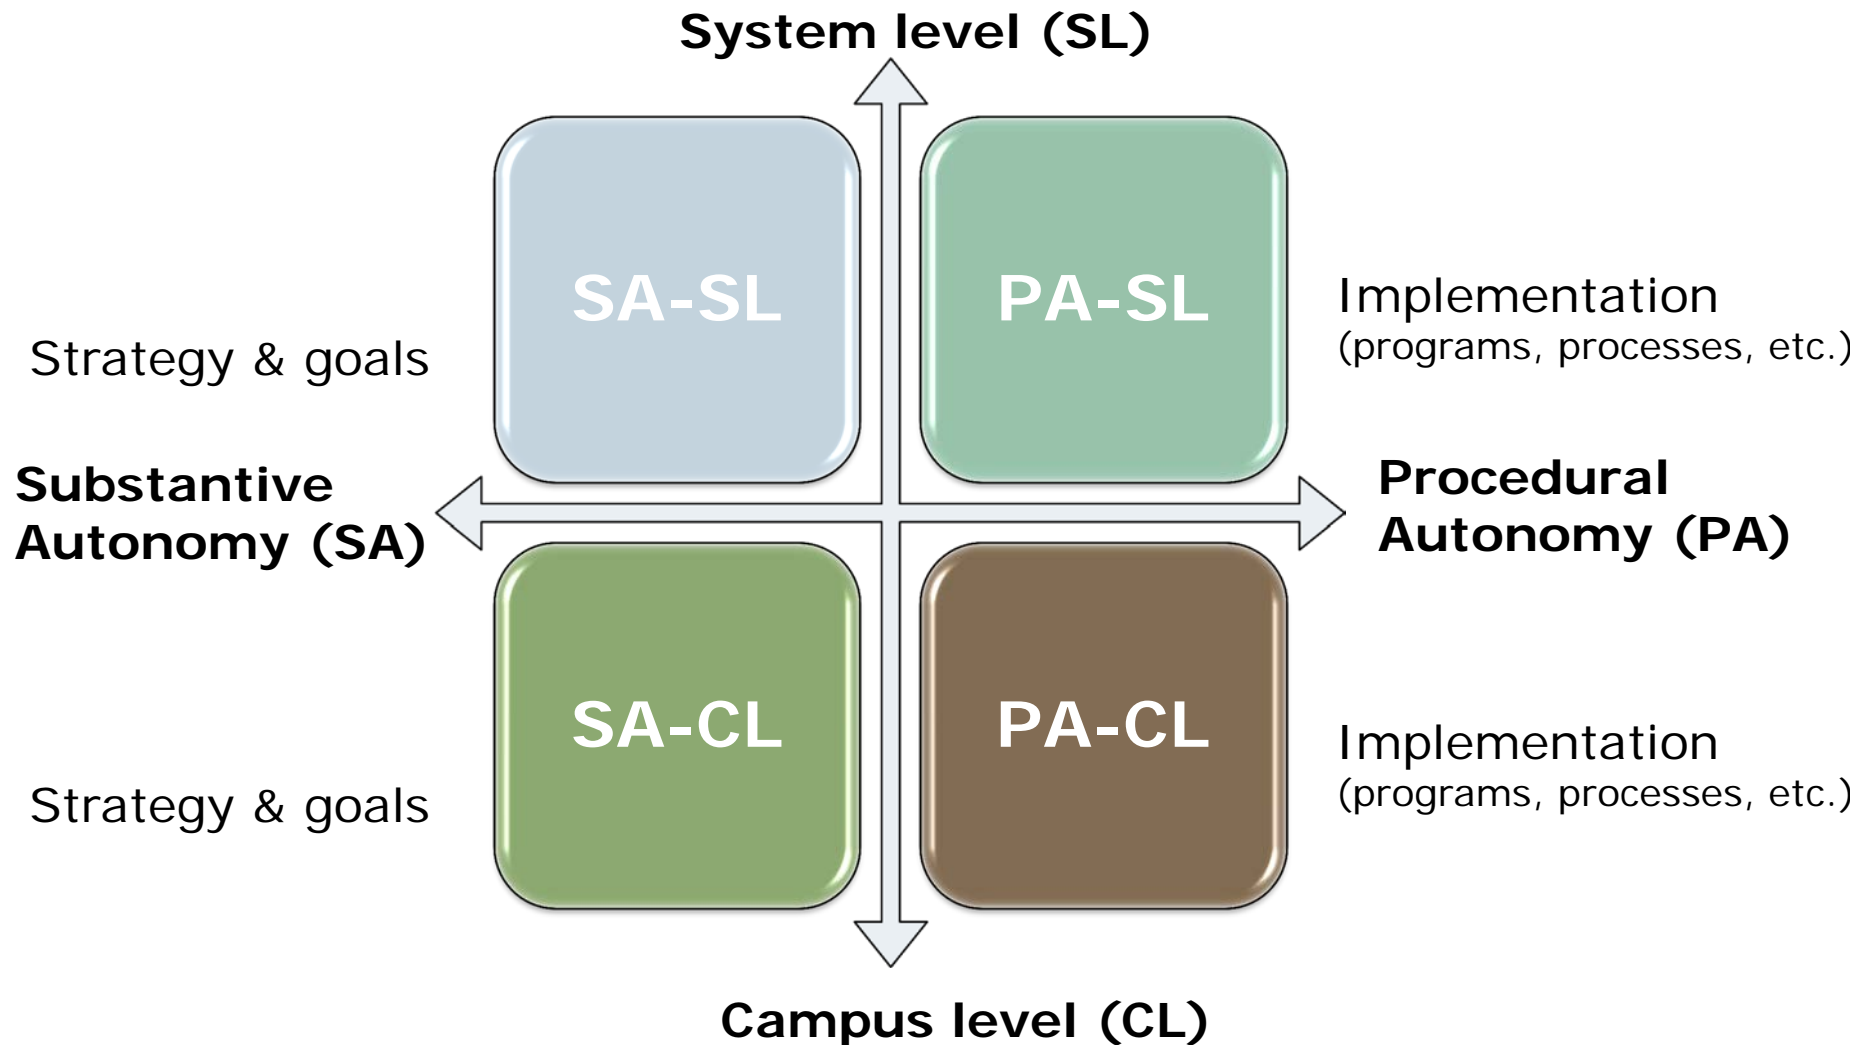 System level (SL)
SA-SL
PA-SL
Strategy & goals
Implementation
(programs, processes, etc.)
Substantive
Autonomy (SA)
Procedural
Autonomy (PA)
SA-CL
PA-CL
Strategy & goals
Implementation
(programs, processes, etc.)
Campus level (CL)